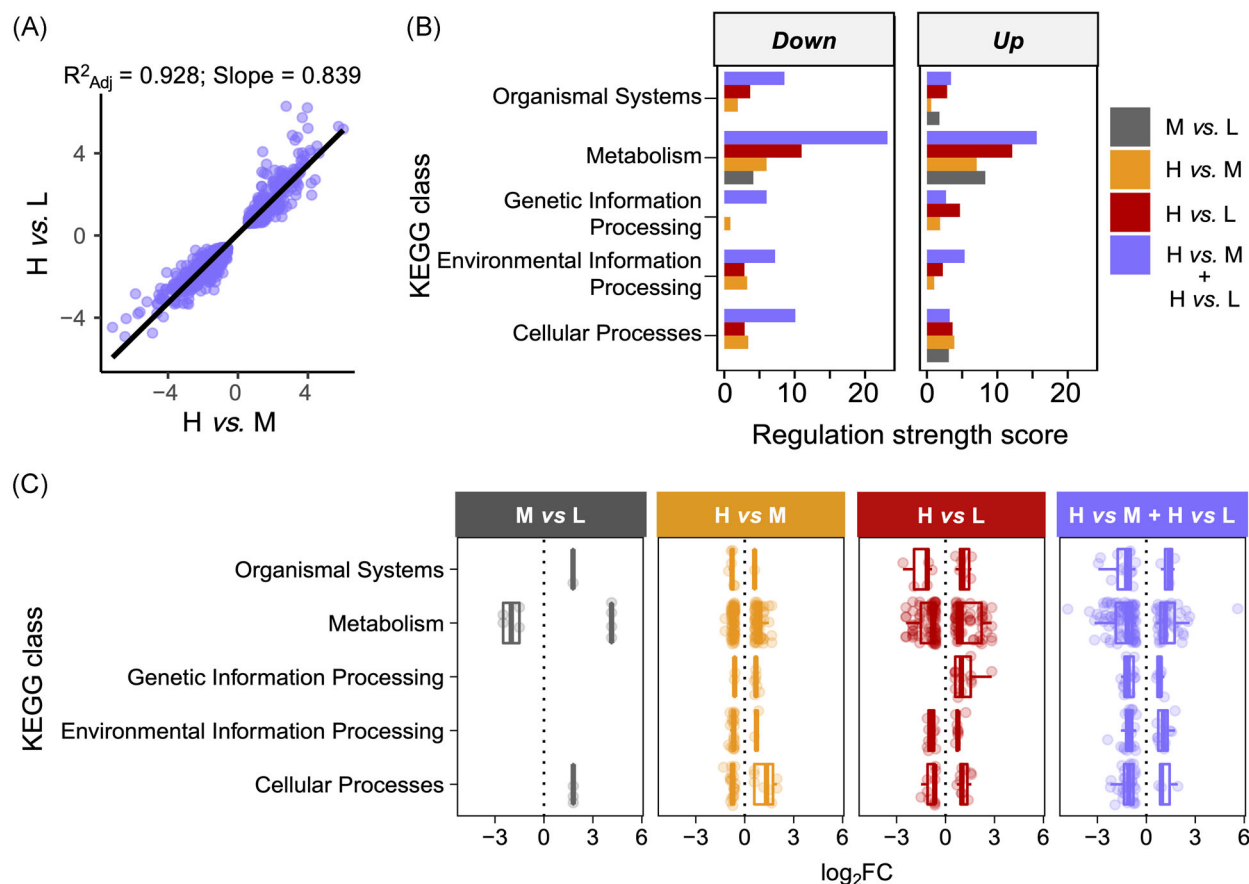 (A)
R²Adj = 0.928; Slope = 0.839
H vs. L
4
0
−4
−4
0
4
H vs. M
(B)
Down
Up
KEGG class
Organismal Systems
Metabolism
Genetic Information
Processing
Environmental Information
Processing
Cellular Processes
0
10
20
0
10
20
Regulation strength score
M vs. L
H vs. M
H vs. L
H vs. M
+
H vs. L
(C)
M vs L
H vs M
H vs L
H vs M + H vs L
KEGG class
Organismal Systems
Metabolism
Genetic Information Processing
Environmental Information Processing
Cellular Processes
−3
0
3
6
−3
0
3
6
−3
0
3
6
−3
0
3
6
log₂FC